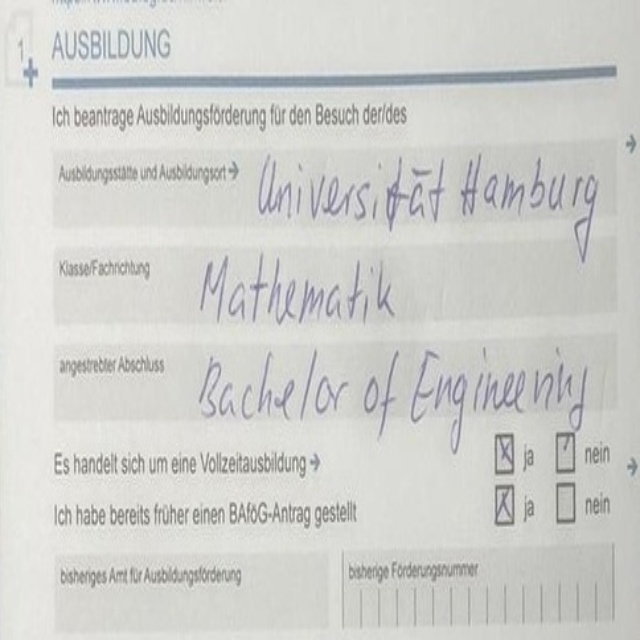 1 AUSBILDUNG
Ich beantrage Ausbildungsförderung für den Besuch der/des
Ausbildungsstätte und Ausbildungsort → Universität Hamburg
Klasse/Fachrichtung Mathematik
angestrebter Abschluss Bachelor of Engineering
Es handelt sich um eine Vollzeitausbildung → ja nein
Ich habe bereits früher einen BAföG-Antrag gestellt ja nein
bisheriges Amt für Ausbildungsförderung bisherige Förderungsnummer